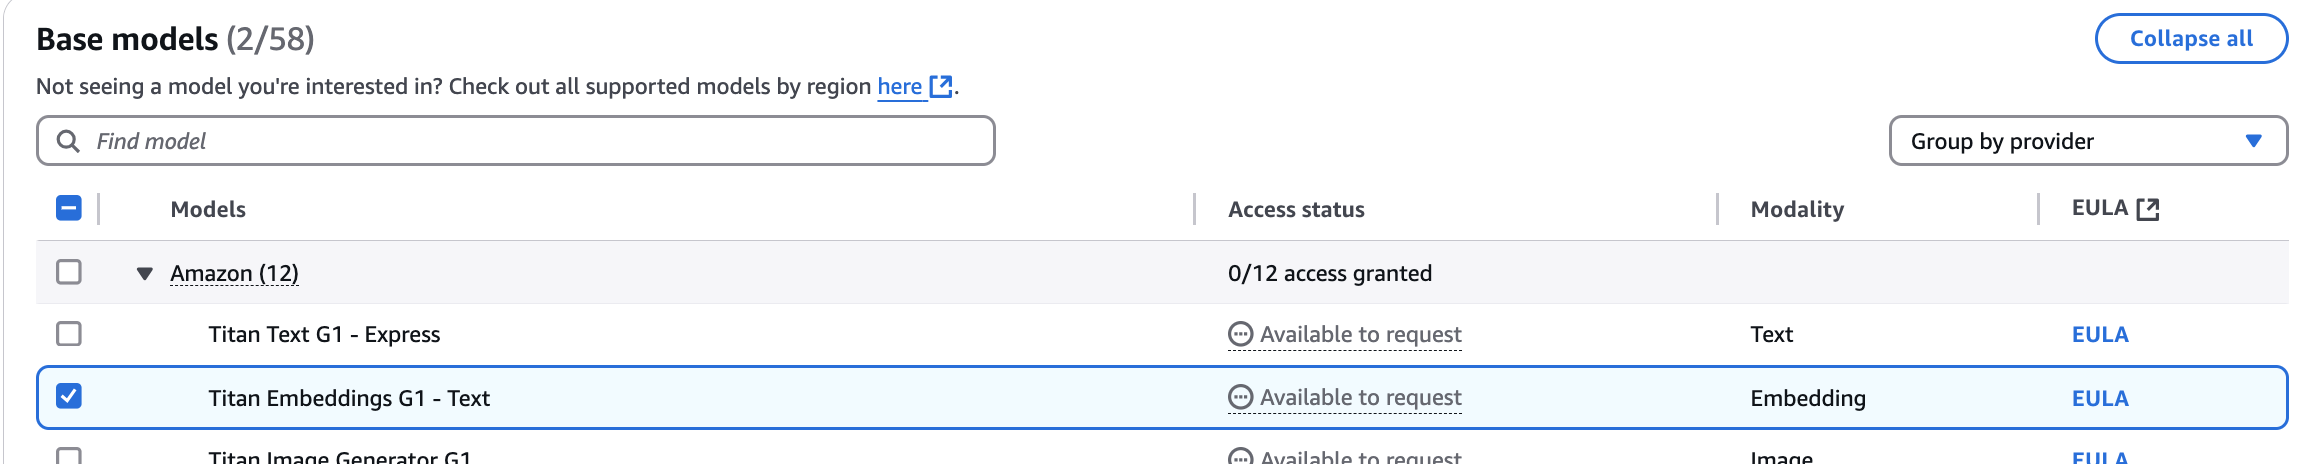 Base models (2/58)
Collapse all
Not seeing a model you're interested in? Check out all supported models by region here.
Find model
Group by provider
Models Access status Modality EULA
Amazon (12) 0/12 access granted
Titan Text G1 - Express Available to request Text EULA
Titan Embeddings G1 - Text Available to request Embedding EULA
Titan Image Generator G1 Available to request Image EULA